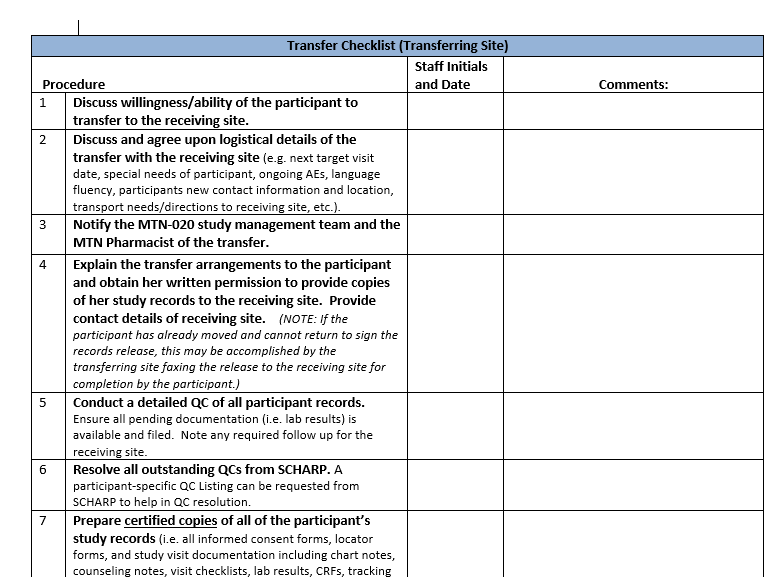 Transfer Checklist (Transferring Site)
Procedure
Staff Initials
and Date
Comments:
1
Discuss willingness/ability of the participant to
transfer to the receiving site.
2
Discuss and agree upon logistical details of the
transfer with the receiving site (e.g. next target visit
date, special needs of participant, ongoing AEs, language
fluency, participants new contact information and location,
transport needs/directions to receiving site, etc.).
3
Notify the MTN-020 study management team and the
MTN Pharmacist of the transfer.
4
Explain the transfer arrangements to the participant
and obtain her written permission to provide copies
of her study records to the receiving site.  Provide
contact details of receiving site.    (NOTE: If the
participant has already moved and cannot return to sign the
records release, this may be accomplished by the
transferring site faxing the release to the receiving site for
completion by the participant.)
5
Conduct a detailed QC of all participant records.
Ensure all pending documentation (i.e. lab results) is
available and filed.  Note any required follow up for the
receiving site.
6
Resolve all outstanding QCs from SCHARP. A
participant-specific QC Listing can be requested from
SCHARP to help in QC resolution.
7
Prepare certified copies of all of the participant’s
study records (i.e. all informed consent forms, locator
forms, and study visit documentation including chart notes,
counseling notes, visit checklists, lab results, CRFs, tracking